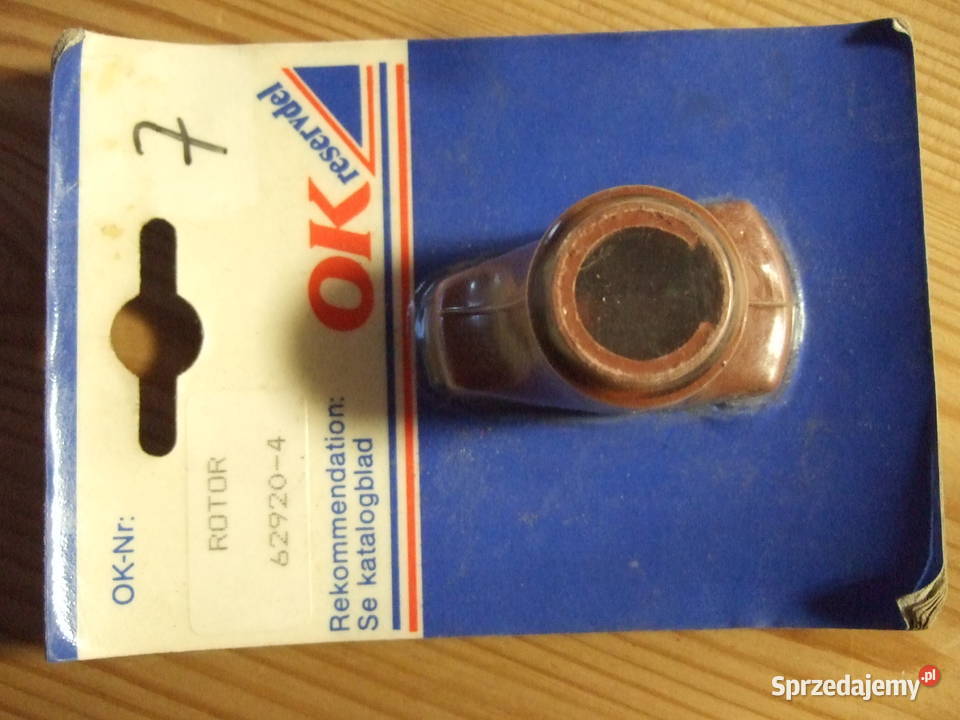 7
OK
reservdel
OK-Nr:
ROTOR
62920-4
Rekommendation:
Se katalogblad
Sprzedajemy.pl